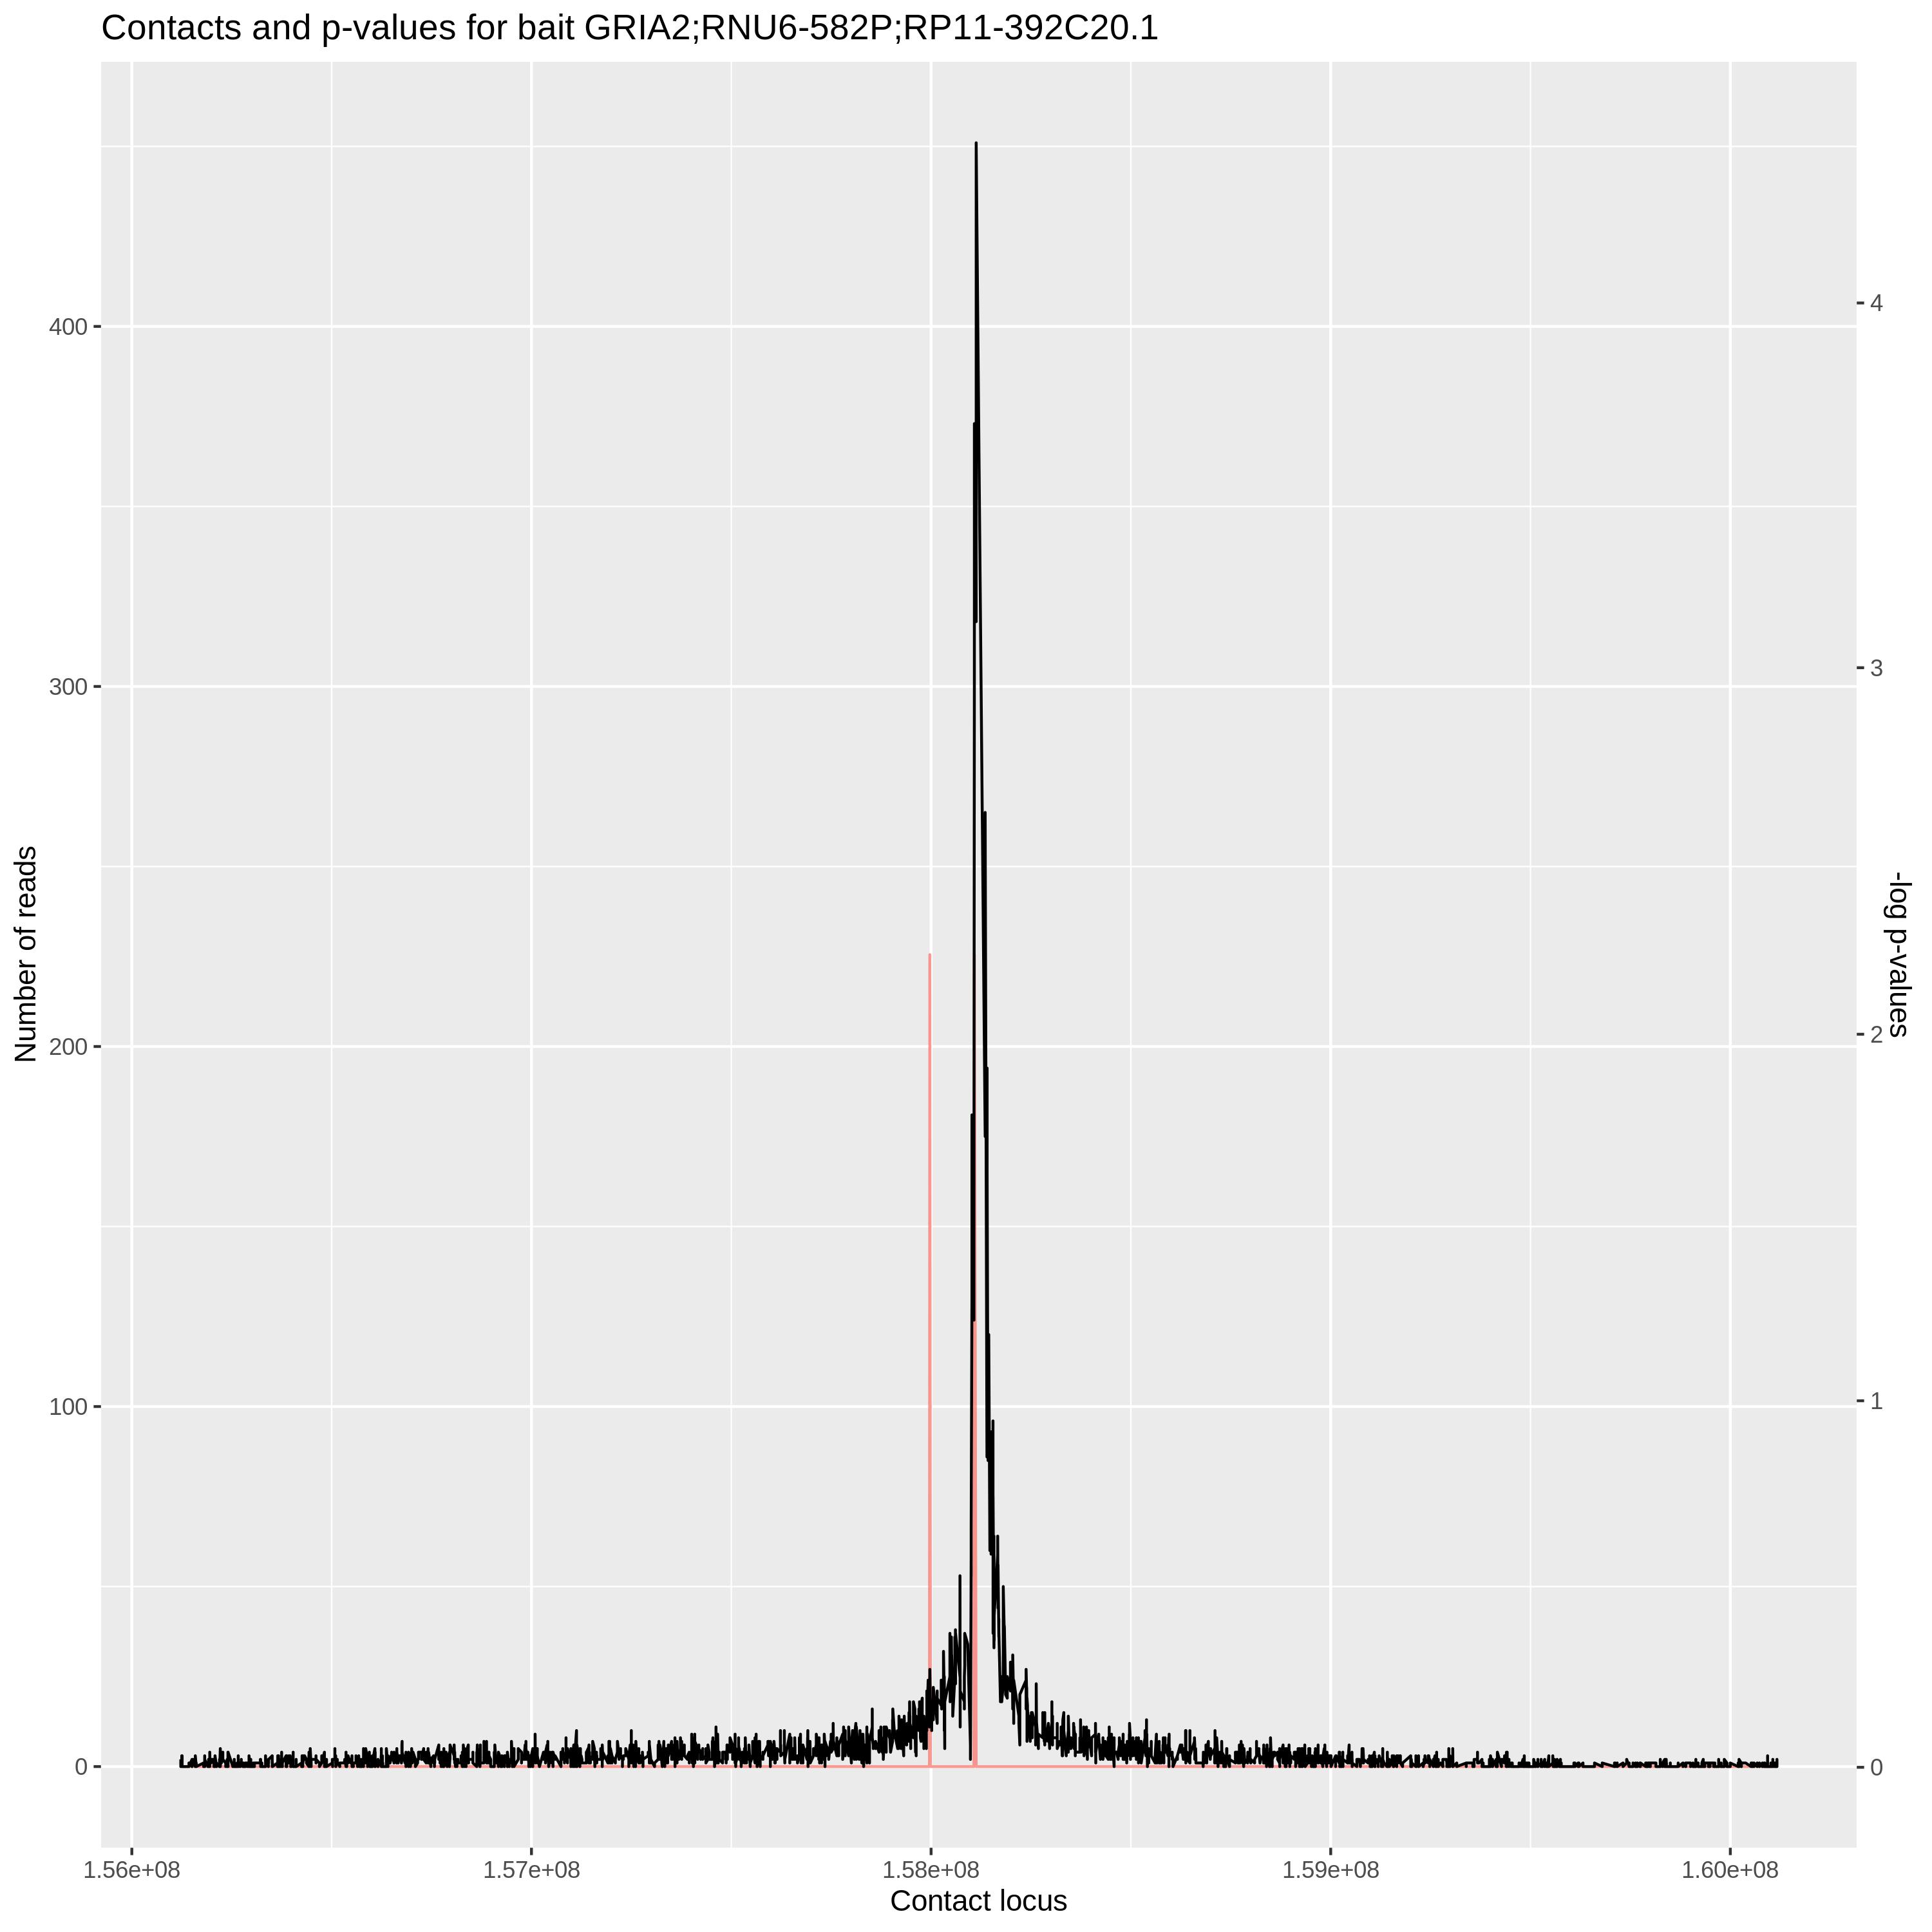 Contacts and p-values for bait GRIA2;RNU6-582P;RP11-392C20.1
Number of reads
400
300
200
100
0
4
3
2
1
0
-log p-values
1.56e+08 1.57e+08 1.58e+08 1.59e+08 1.60e+08
Contact locus